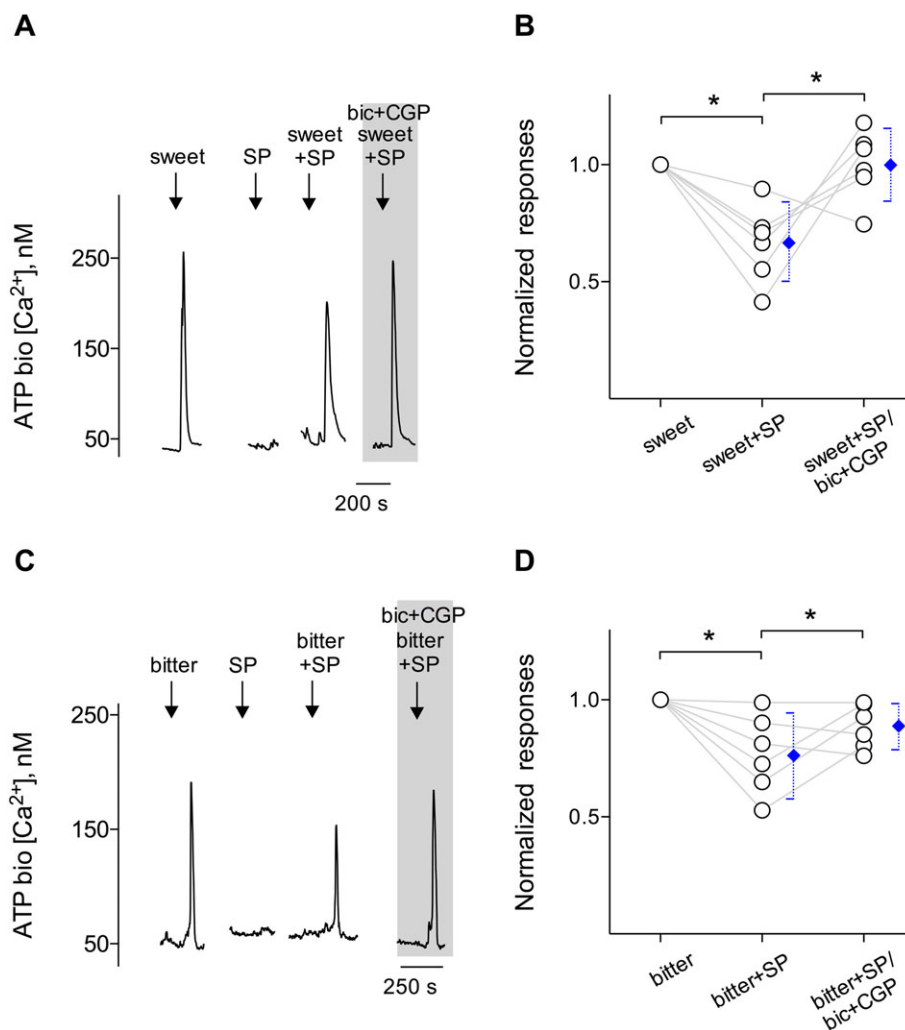 A
bic+CGP
sweet
sweet SP +SP sweet +SP
ATP bio [Ca²⁺], nM
250
150
50
200 s
B
* *
Normalized responses
1.0
0.5
sweet
sweet+SP
sweet+SP/
bic+CGP
C
bic+CGP
bitter bitter
bitter SP +SP +SP
ATP bio [Ca²⁺], nM
250
150
50
250 s
D
* *
Normalized responses
1.0
0.5
bitter
bitter+SP
bitter+SP/
bic+CGP